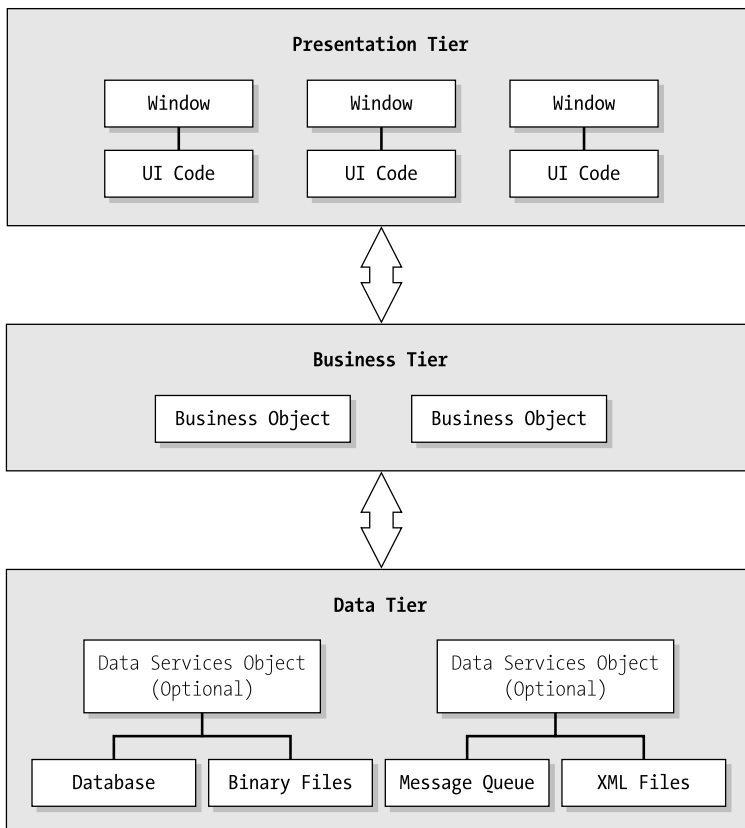 Presentation Tier
Window
Window
Window
UI Code
UI Code
UI Code
Business Tier
Business Object
Business Object
Data Tier
Data Services Object
(Optional)
Data Services Object
(Optional)
Database
Binary Files
Message Queue
XML Files